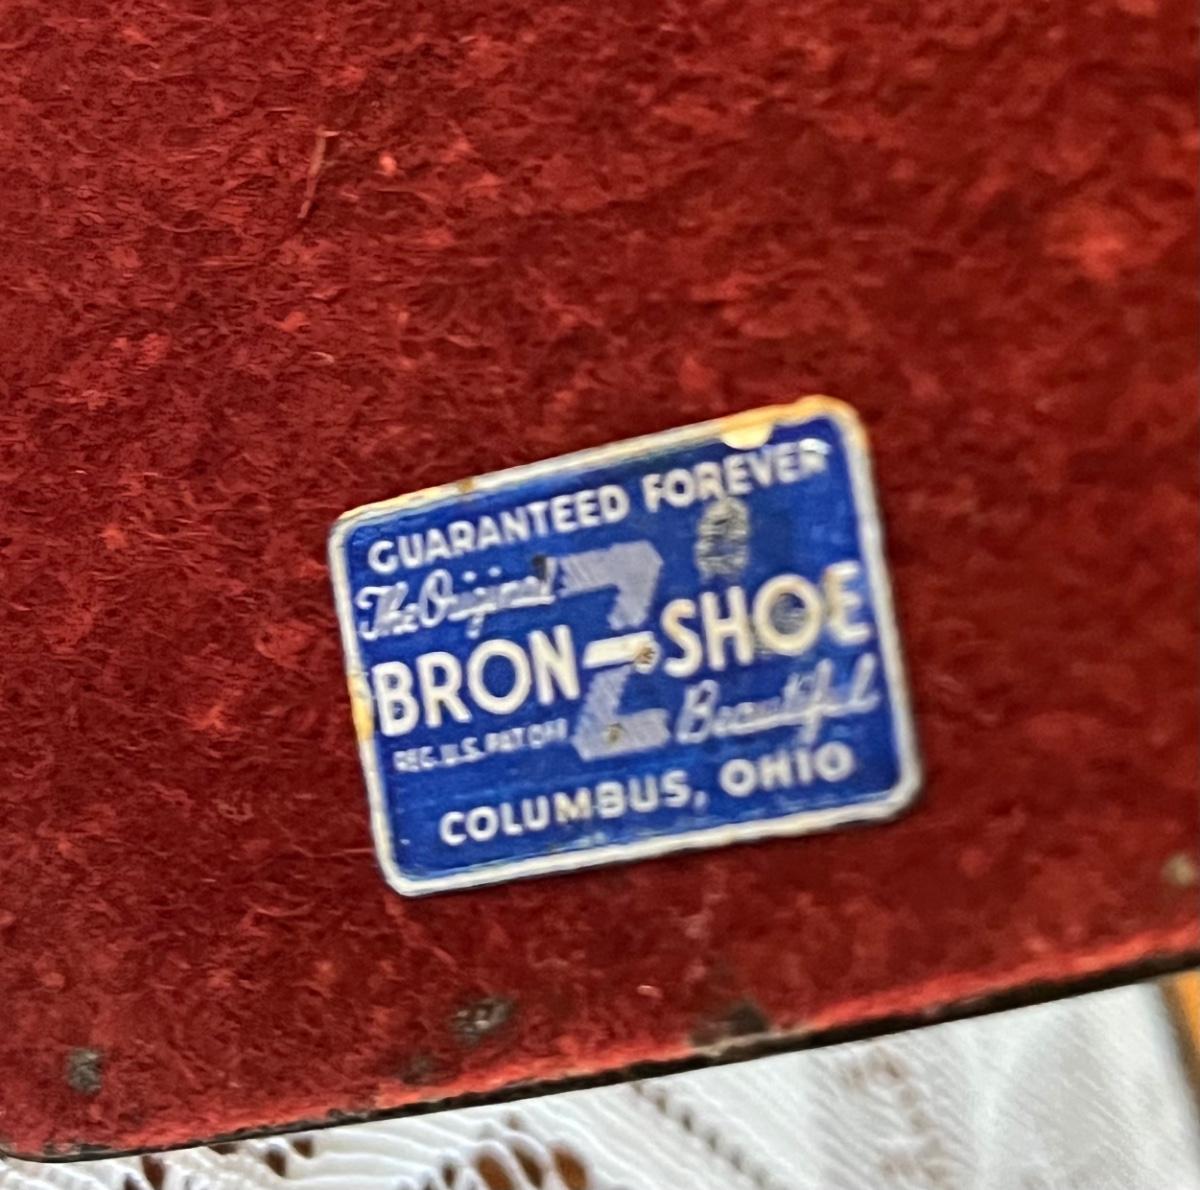 GUARANTEED FOREVER
The Original
BRON-Z-SHOE
REG. U.S. PAT. OFF.
Beautiful
COLUMBUS, OHIO